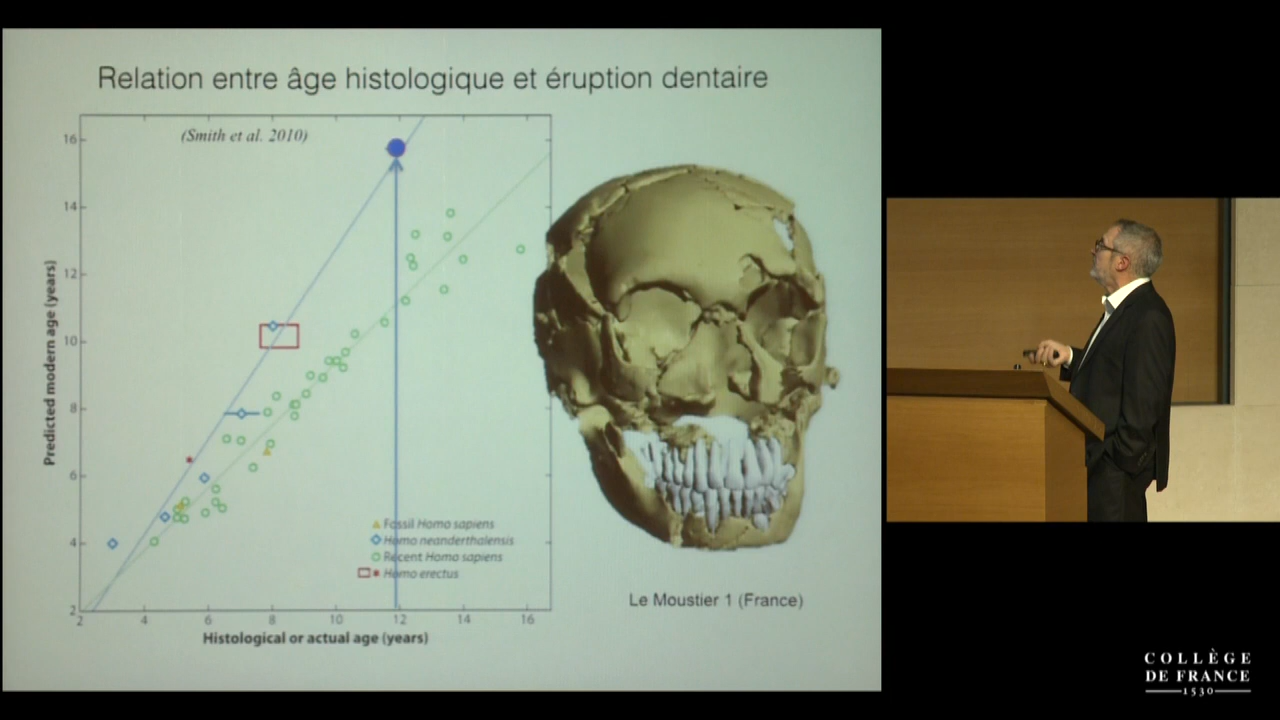 Relation entre âge histologique et éruption dentaire
(Smith et al. 2010)
Predicted modern age (years)
16
14
12
10
8
6
4
2
2 4 6 8 10 12 14 16
Histological or actual age (years)
Fossil Homo sapiens
Homo neanderthalensis
Recent Homo sapiens
Homo erectus
Le Moustier 1 (France)
COLLÈGE
DE FRANCE
1530